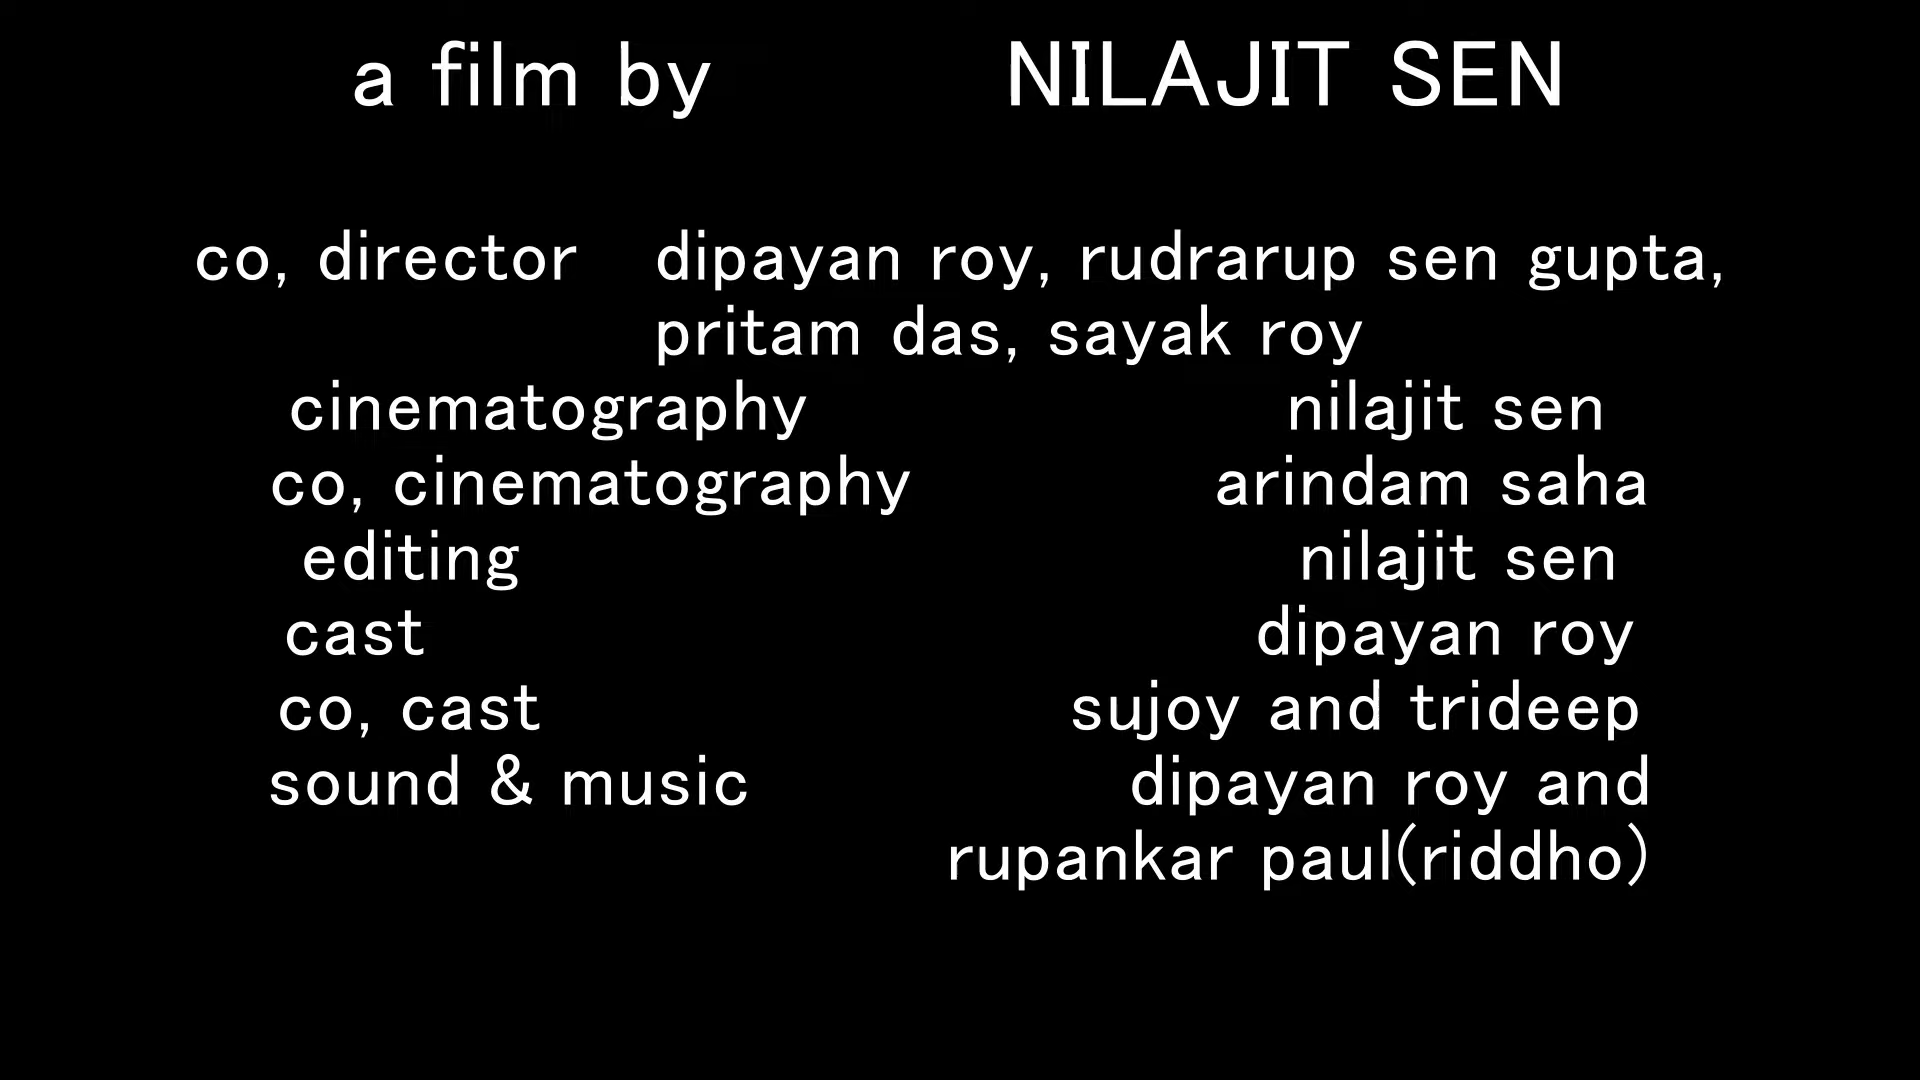 a film by NILAJIT SEN
co, director dipayan roy, rudrarup sen gupta,
pritam das, sayak roy
cinematography nilajit sen
co, cinematography arindam saha
editing nilajit sen
cast dipayan roy
co, cast sujoy and trideep
sound & music dipayan roy and
rupankar paul(riddho)